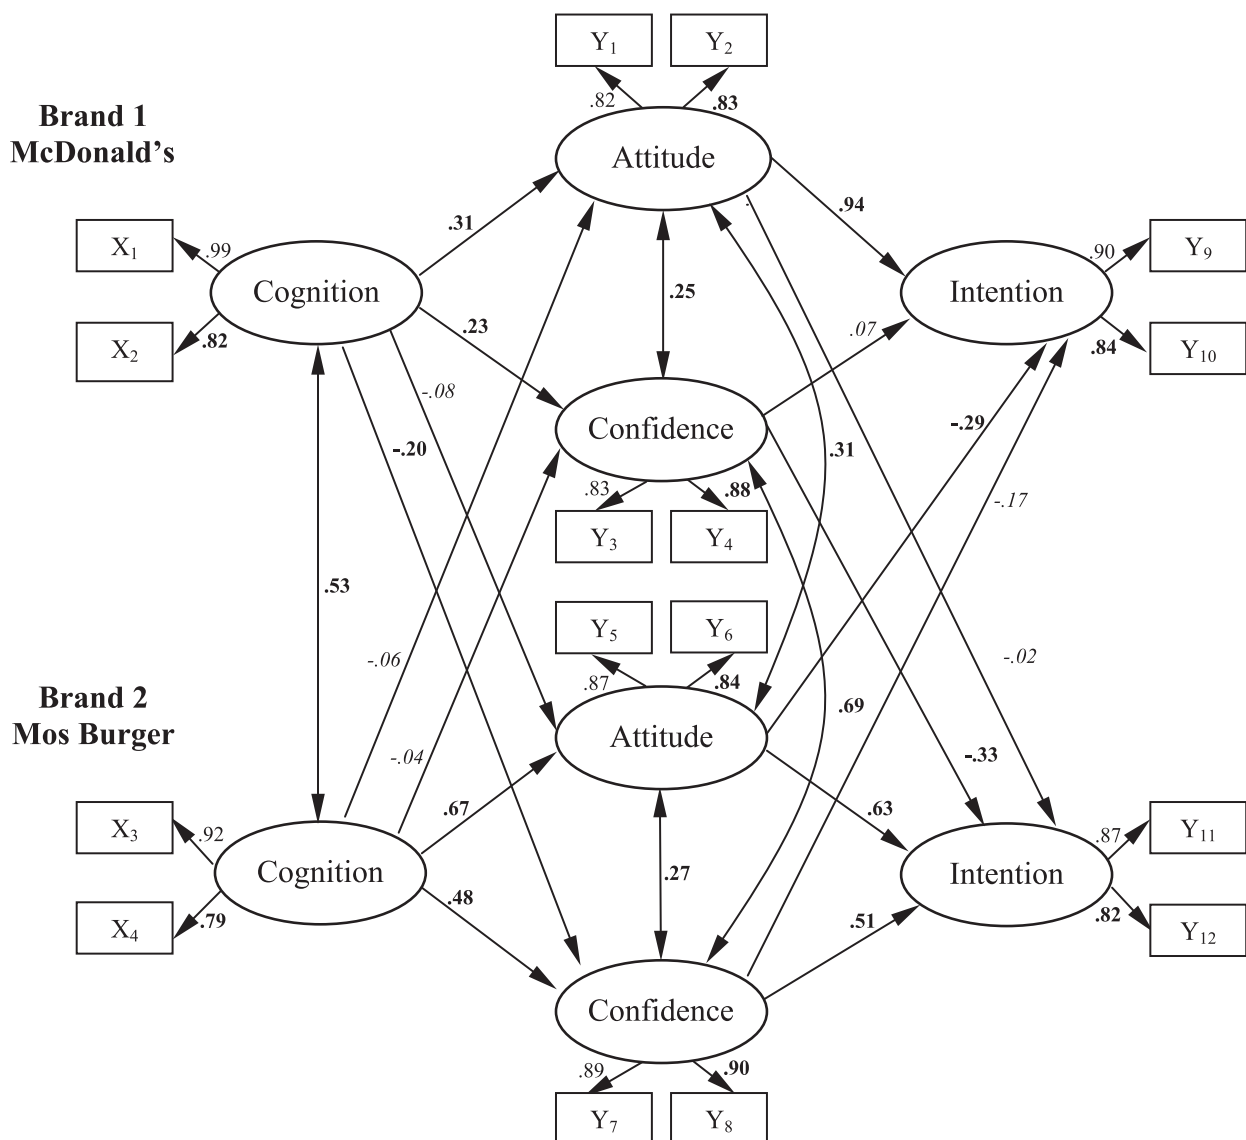 Y1
Y2
.82
.83
Brand 1
McDonald's
Attitude
.31
.94
X1
.99
Cognition
.90
Y9
Intention
.25
X2
.82
.23
.07
.84
Y10
-.08
-.20
Confidence
-.29
.31
.83
.88
-.17
Y3
Y4
.53
Y5
Y6
-.06
-.02
.87
.84
Brand 2
Mos Burger
.69
Attitude
-.04
-.33
.67
.63
X3
.92
.87
Y11
Cognition
.27
Intention
.48
X4
.79
.51
.82
Y12
Confidence
.89
.90
Y7
Y8